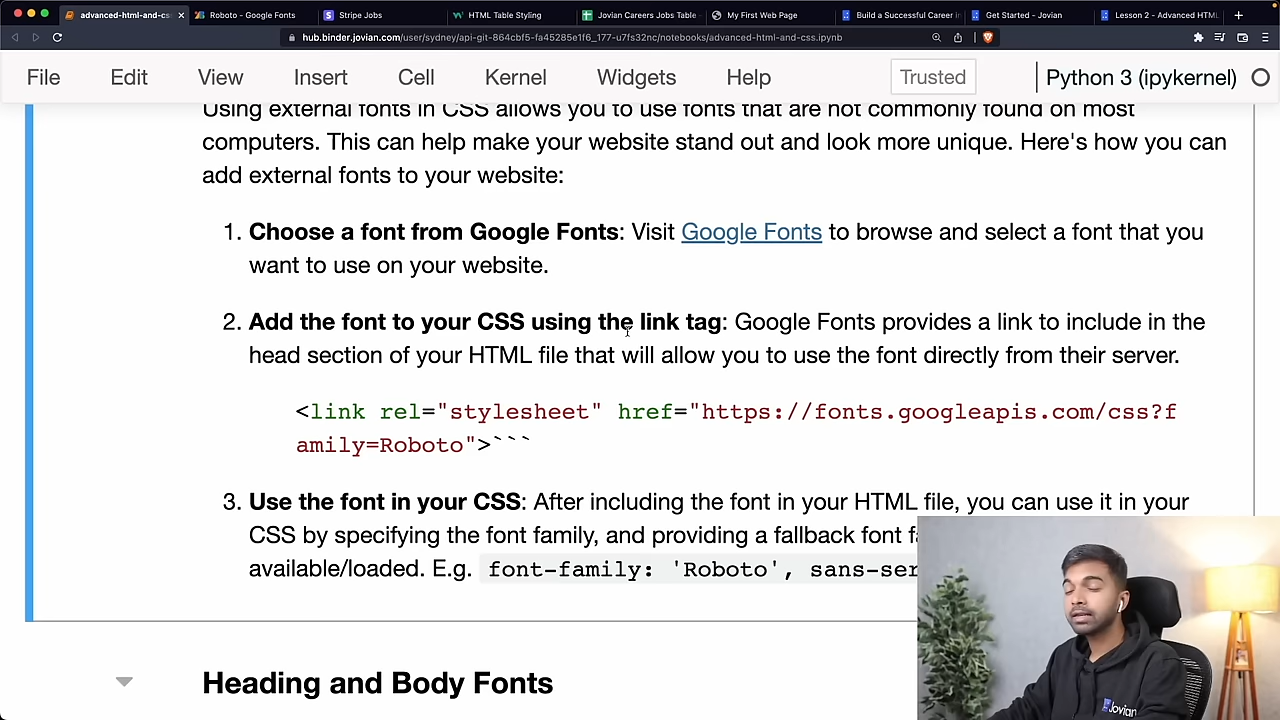 advanced-html-and-css
Roboto - Google Fonts
Stripe Jobs
HTML Table Styling
Jovian Careers Jobs Table -
My First Web Page
Build a Successful Career i
Get Started - Jovian
Lesson 2 - Advanced HTML
hub.binder.jovian.com/user/sydney/api-git-864cbf5-fa45285e1f6_177-u7fs32nc/notebooks/advanced-html-and-css.ipynb
File Edit View Insert Cell Kernel Widgets Help Trusted Python 3 (ipykernel)
Using external fonts in CSS allows you to use fonts that are not commonly found on most
computers. This can help make your website stand out and look more unique. Here's how you can
add external fonts to your website:
1. Choose a font from Google Fonts: Visit Google Fonts to browse and select a font that you
want to use on your website.
2. Add the font to your CSS using the link tag: Google Fonts provides a link to include in the
head section of your HTML file that will allow you to use the font directly from their server.
<link rel="stylesheet" href="https://fonts.googleapis.com/css?f
amily=Roboto">```
3. Use the font in your CSS: After including the font in your HTML file, you can use it in your
CSS by specifying the font family, and providing a fallback font f
available/loaded. E.g. font-family: 'Roboto', sans-ser
Heading and Body Fonts
Jovian